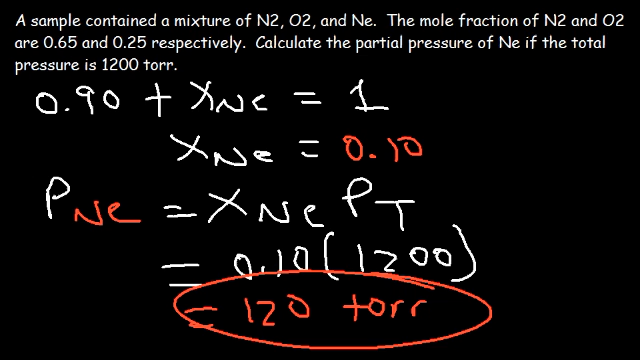 A sample contained a mixture of N2, O2, and Ne. The mole fraction of N2 and O2
are 0.65 and 0.25 respectively. Calculate the partial pressure of Ne if the total
pressure is 1200 torr.
0.90 + XNe = 1
XNe = 0.10
PNe = XNe PT
= 0.10(1200)
= 120 torr